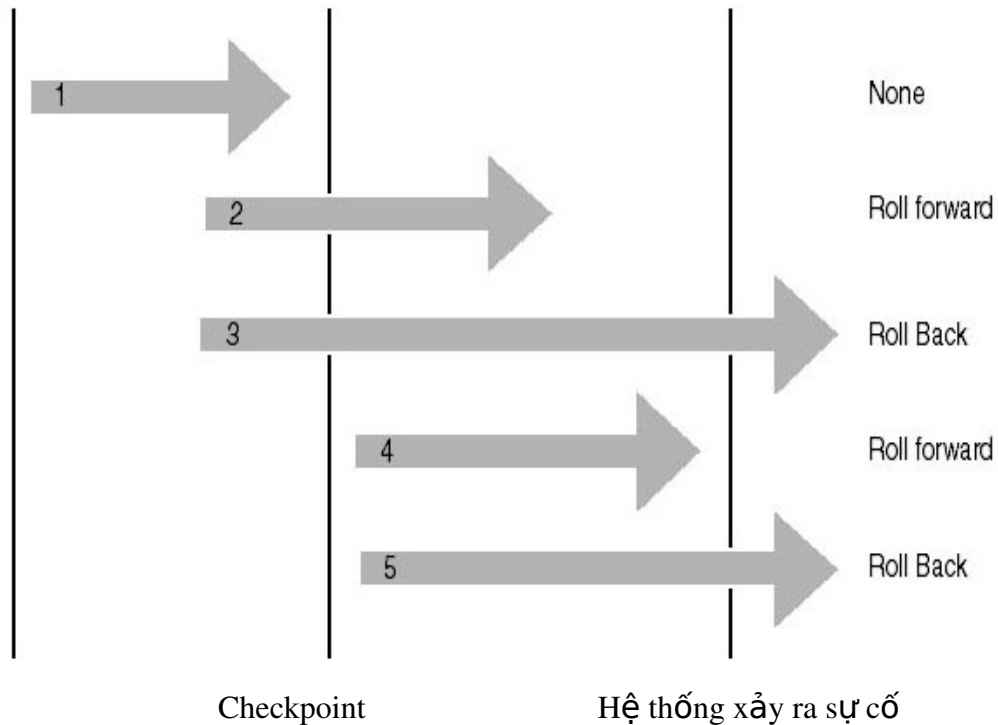 1 None
2 Roll forward
3 Roll Back
4 Roll forward
5 Roll Back
Checkpoint Hệ thống xảy ra sự cố